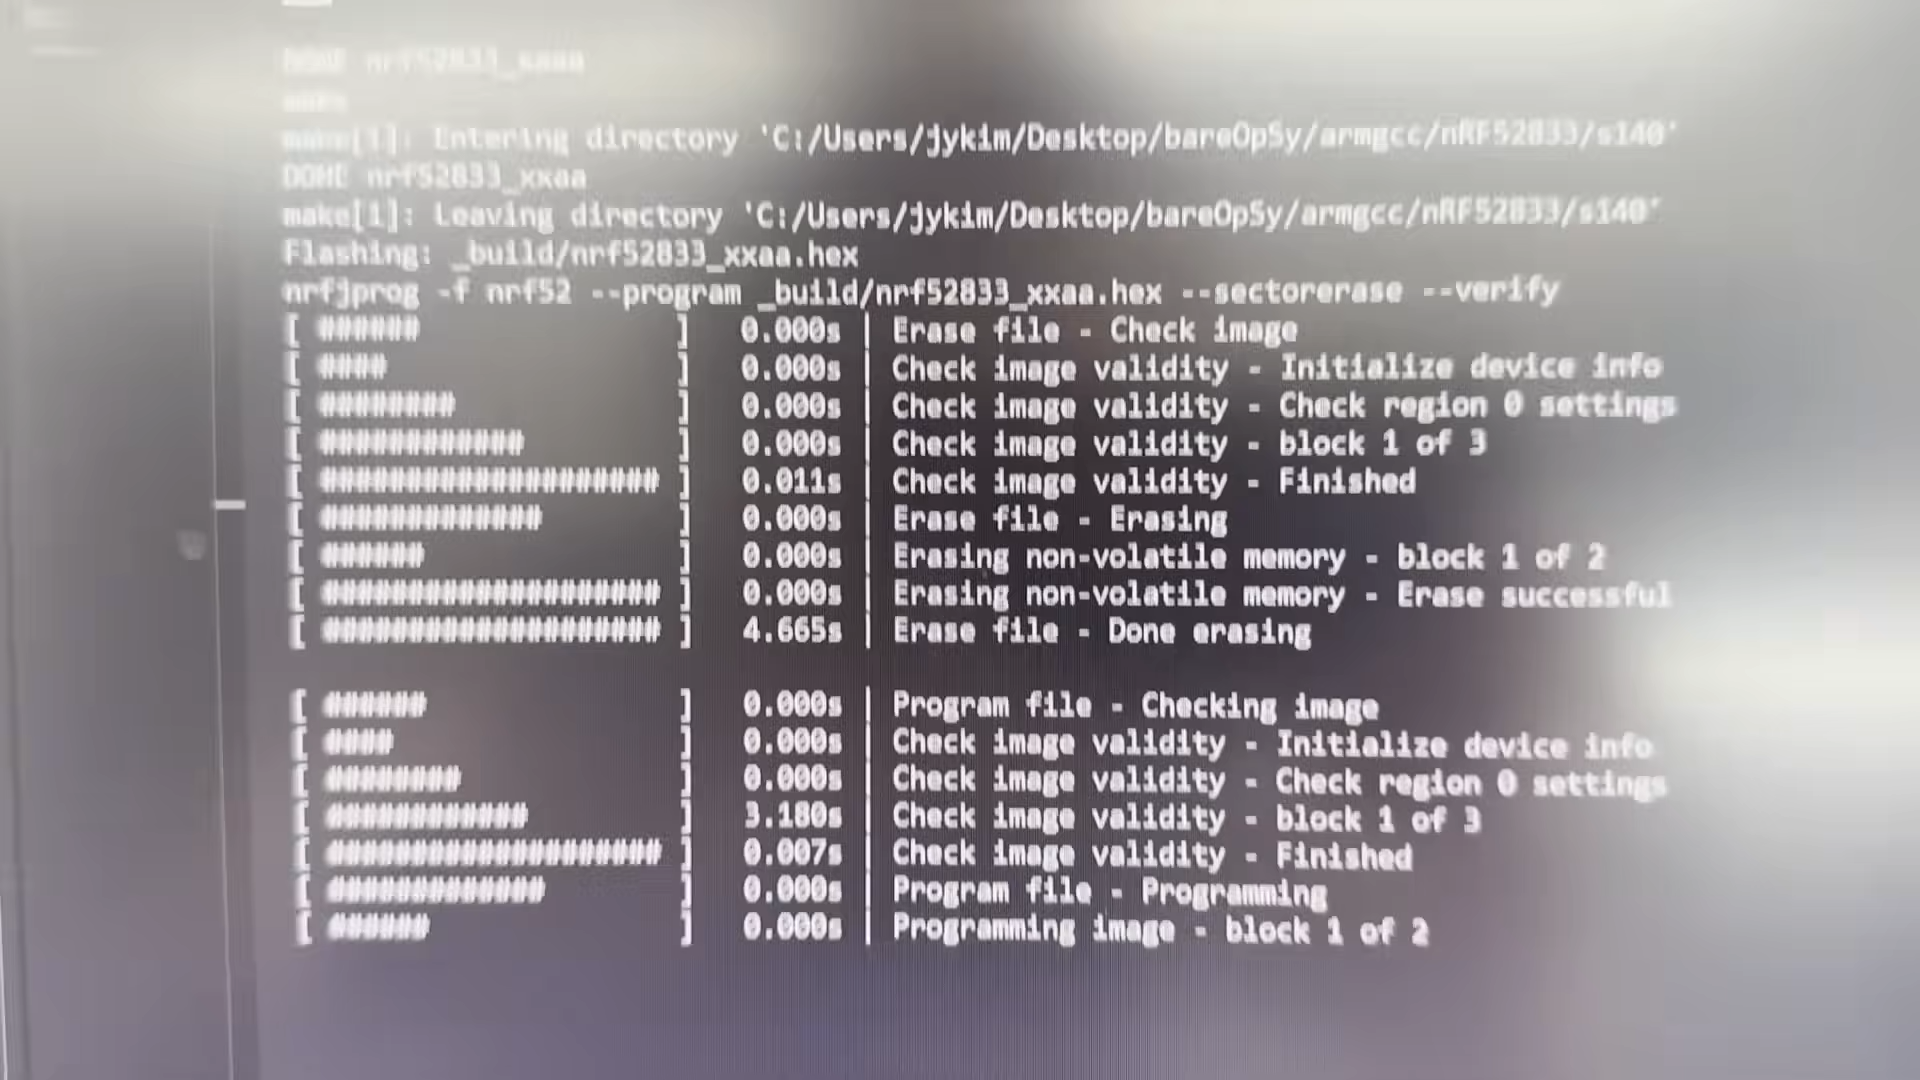 DONE nrf52833_xxaa
make[1]: Entering directory 'C:/Users/jykim/Desktop/bareOpSy/armgcc/nRF52833/s140'
DONE nrf52833_xxaa
make[1]: Leaving directory 'C:/Users/jykim/Desktop/bareOpSy/armgcc/nRF52833/s140'
Flashing: _build/nrf52833_xxaa.hex
nrfjprog -f nrf52 --program _build/nrf52833_xxaa.hex --sectorerase --verify
[ ###### ] 0.000s | Erase file - Check image
[ #### ] 0.000s | Check image validity - Initialize device info
[ ######## ] 0.000s | Check image validity - Check region 0 settings
[ ############ ] 0.000s | Check image validity - block 1 of 3
[ #################### ] 0.011s | Check image validity - Finished
[ ############# ] 0.000s | Erase file - Erasing
[ ###### ] 0.000s | Erasing non-volatile memory - block 1 of 2
[ #################### ] 0.000s | Erasing non-volatile memory - Erase successful
[ #################### ] 4.665s | Erase file - Done erasing
[ ###### ] 0.000s | Program file - Checking image
[ #### ] 0.000s | Check image validity - Initialize device info
[ ######## ] 0.000s | Check image validity - Check region 0 settings
[ ############ ] 3.180s | Check image validity - block 1 of 3
[ #################### ] 0.007s | Check image validity - Finished
[ ############# ] 0.000s | Program file - Programming
[ ###### ] 0.000s | Programming image - block 1 of 2